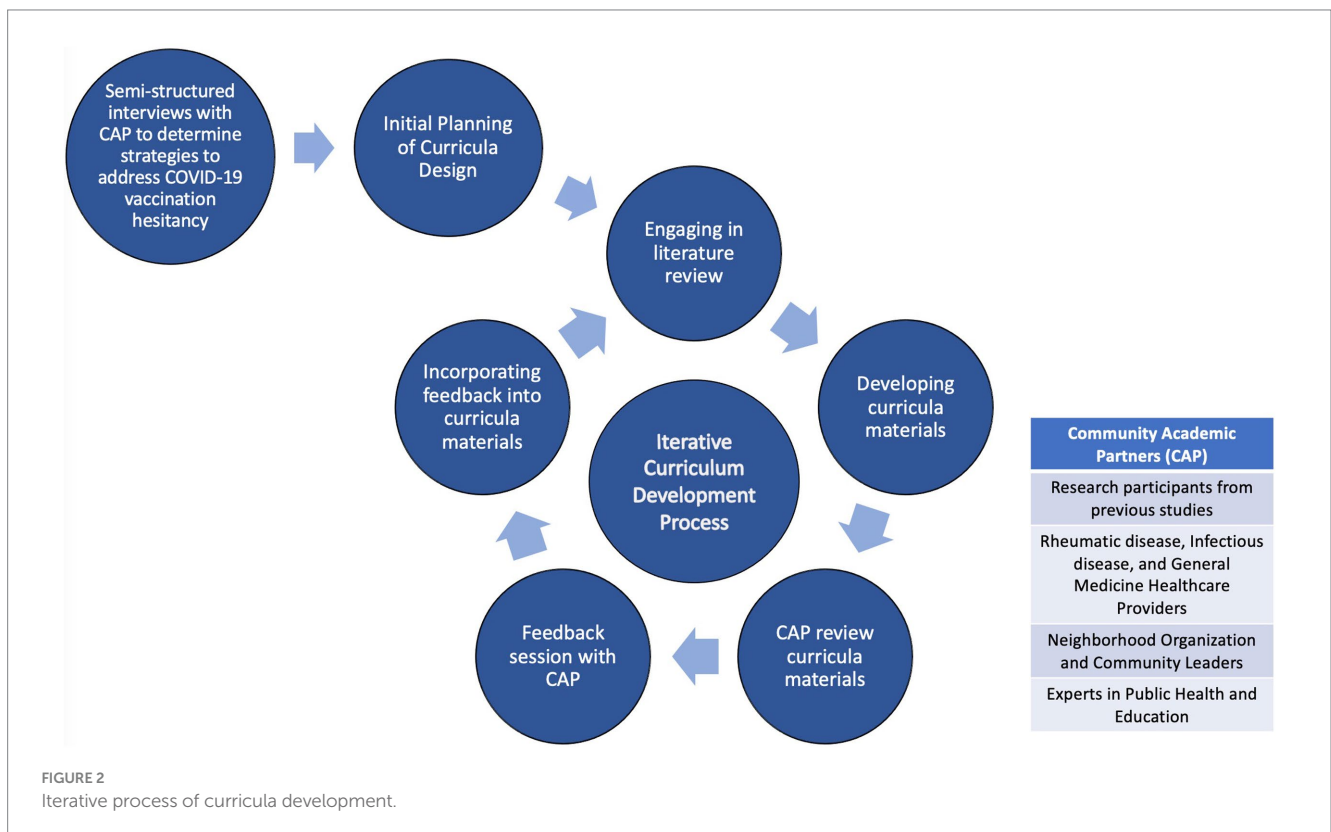 Semi-structured
interviews with
CAP to determine
strategies to
address COVID-19
vaccination
hesitancy
Initial Planning
of Curricula
Design
Engaging in
literature
review
Developing
curricula
materials
CAP review
curricula
materials
Feedback
session with
CAP
Incorporating
feedback into
curricula
materials
Iterative
Curriculum
Development
Process
Community Academic
Partners (CAP)
Research participants from
previous studies
Rheumatic disease, Infectious
disease, and General
Medicine Healthcare
Providers
Neighborhood Organization
and Community Leaders
Experts in Public Health and
Education
FIGURE 2
Iterative process of curricula development.